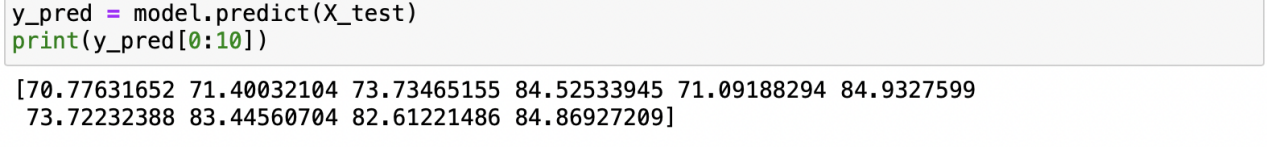 y_pred = model.predict(X_test)
print(y_pred[0:10])
[70.77631652 71.40032104 73.73465155 84.52533945 71.09188294 84.9327599
73.72232388 83.44560704 82.61221486 84.86927209]